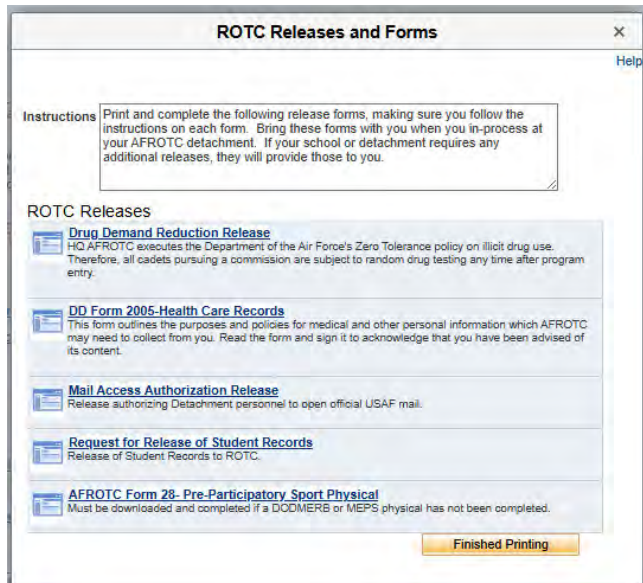 ROTC Releases and Forms
×
Help
Instructions
Print and complete the following release forms, making sure you follow the
instructions on each form. Bring these forms with you when you in-process at
your AFROTC detachment. If your school or detachment requires any
additional releases, they will provide those to you.
ROTC Releases
Drug Demand Reduction Release
HQ AFROTC executes the Department of the Air Force's Zero Tolerance policy on illicit drug use.
Therefore, all cadets pursuing a commission are subject to random drug testing any time after program
entry.
DD Form 2005-Health Care Records
This form outlines the purposes and policies for medical and other personal information which AFROTC
may need to collect from you. Read the form and sign it to acknowledge that you have been advised of
its content.
Mail Access Authorization Release
Release authorizing Detachment personnel to open official USAF mail.
Request for Release of Student Records
Release of Student Records to ROTC.
AFROTC Form 28- Pre-Participatory Sport Physical
Must be downloaded and completed if a DODMERB or MEPS physical has not been completed.
Finished Printing